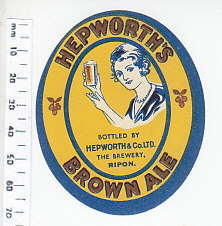 HEPWORTH'S
BOTTLED BY
HEPWORTH & Co. LTD.
THE BREWERY,
RIPON.
BROWN ALE
mm
10
20
30
40
50
60
70